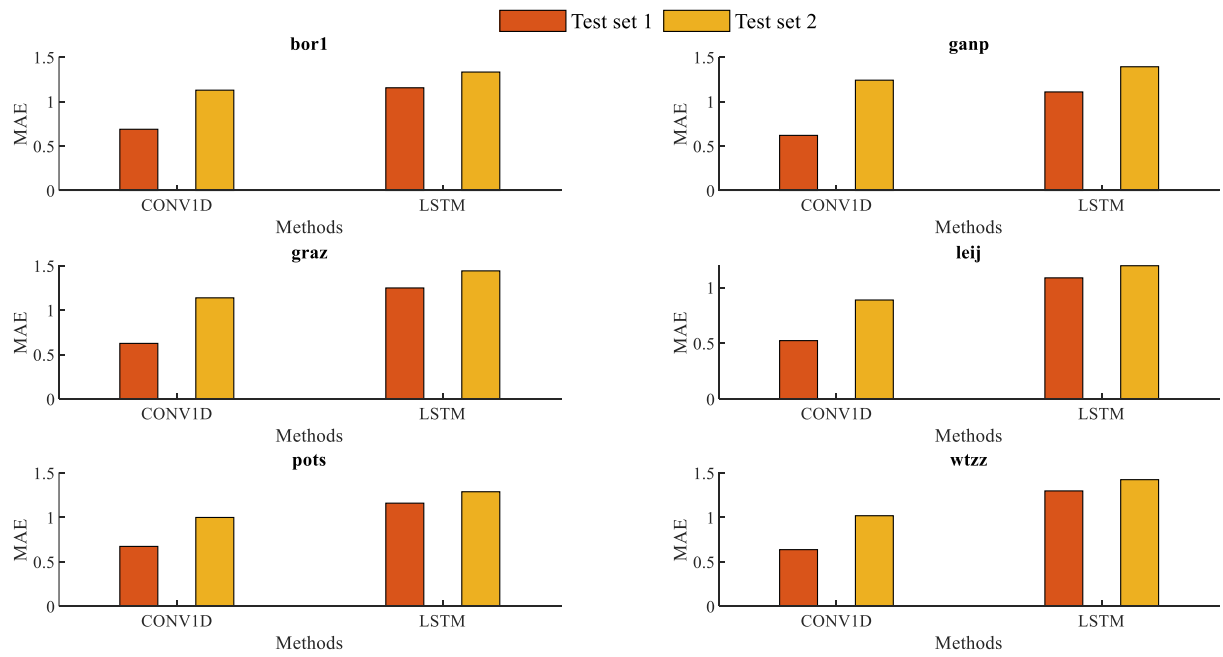 Test set 1 Test set 2
bor1
1.5
1
0.5
0
MAE
CONV1D LSTM
Methods
ganp
1.5
1
0.5
0
MAE
CONV1D LSTM
Methods
graz
1.5
1
0.5
0
MAE
CONV1D LSTM
Methods
leij
1
0.5
0
MAE
CONV1D LSTM
Methods
pots
1.5
1
0.5
0
MAE
CONV1D LSTM
Methods
wtzz
1.5
1
0.5
0
MAE
CONV1D LSTM
Methods